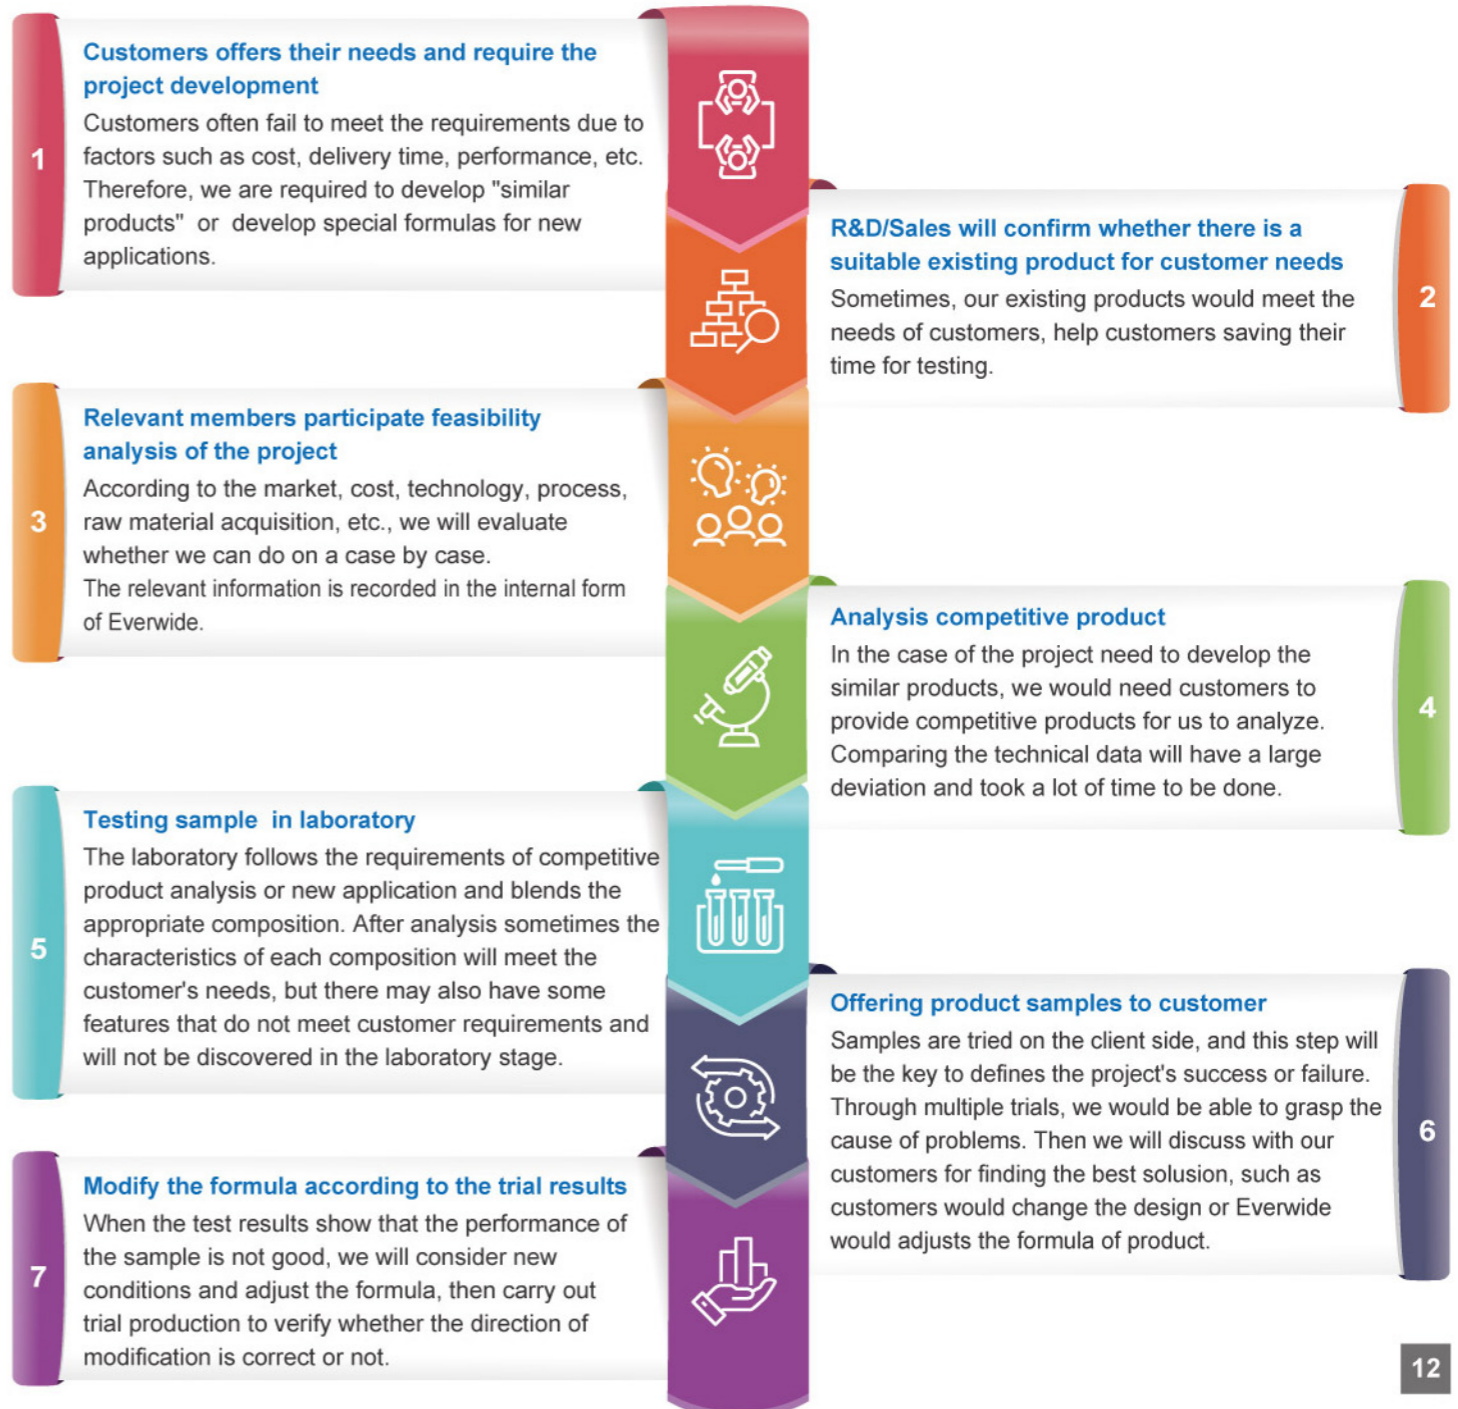 1
Customers offers their needs and require the
project development
Customers often fail to meet the requirements due to
factors such as cost, delivery time, performance, etc.
Therefore, we are required to develop "similar
products"  or  develop special formulas for new
applications.
2
R&D/Sales will confirm whether there is a
suitable existing product for customer needs
Sometimes, our existing products would meet the
needs of customers, help customers saving their
time for testing.
3
Relevant members participate feasibility
analysis of the project
According to the market, cost, technology, process,
raw material acquisition, etc., we will evaluate
whether we can do on a case by case.
The relevant information is recorded in the internal form
of Everwide.
4
Analysis competitive product
In the case of the project need to develop the
similar products, we would need customers to
provide competitive products for us to analyze.
Comparing the technical data will have a large
deviation and took a lot of time to be done.
5
Testing sample  in laboratory
The laboratory follows the requirements of competitive
product analysis or new application and blends the
appropriate composition. After analysis sometimes the
characteristics of each composition will meet the
customer's needs, but there may also have some
features that do not meet customer requirements and
will not be discovered in the laboratory stage.
6
Offering product samples to customer
Samples are tried on the client side, and this step will
be the key to defines the project's success or failure.
Through multiple trials, we would be able to grasp the
cause of problems. Then we will discuss with our
customers for finding the best solusion, such as
customers would change the design or Everwide
would adjusts the formula of product.
7
Modify the formula according to the trial results
When the test results show that the performance of
the sample is not good, we will consider new
conditions and adjust the formula, then carry out
trial production to verify whether the direction of
modification is correct or not.
12